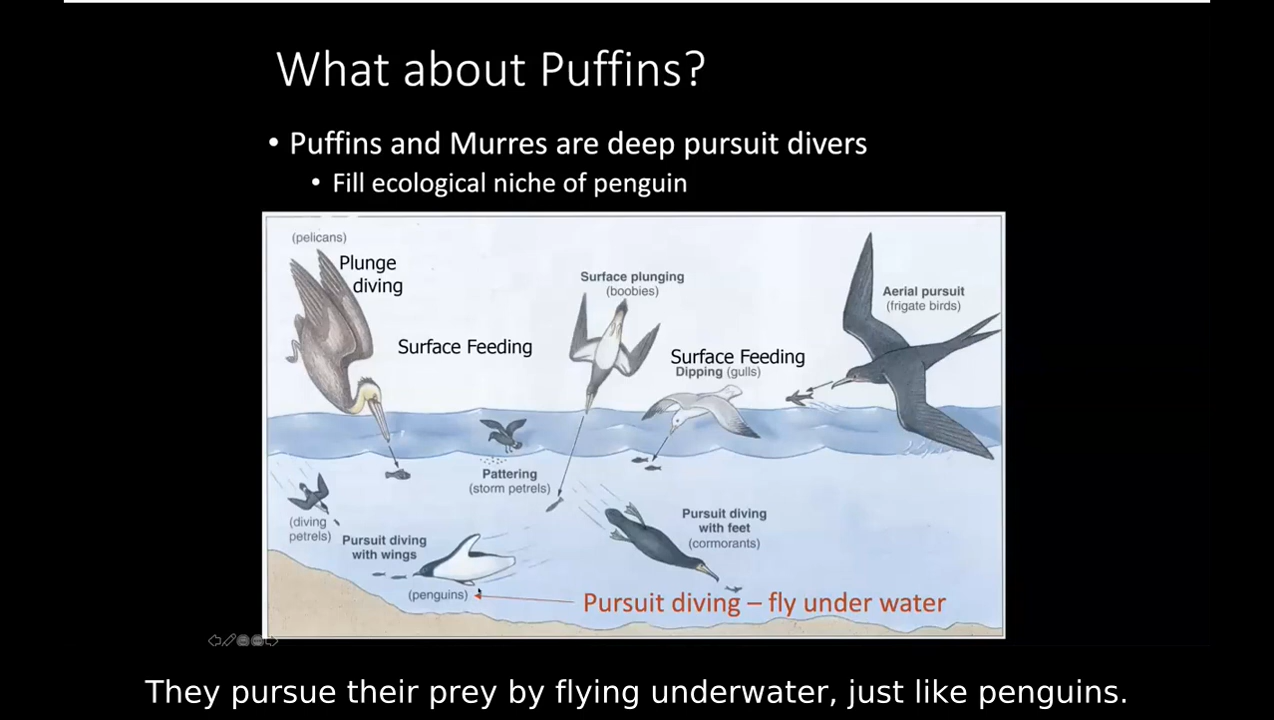 What about Puffins?
• Puffins and Murres are deep pursuit divers
• Fill ecological niche of penguin
(pelicans)
Plunge
diving
Surface Feeding
Surface plunging
(boobies)
Surface Feeding
Dipping (gulls)
Aerial pursuit
(frigate birds)
Pattering
(storm petrels)
(diving
petrels)
Pursuit diving
with wings
(penguins)
Pursuit diving
with feet
(cormorants)
Pursuit diving – fly under water
They pursue their prey by flying underwater, just like penguins.